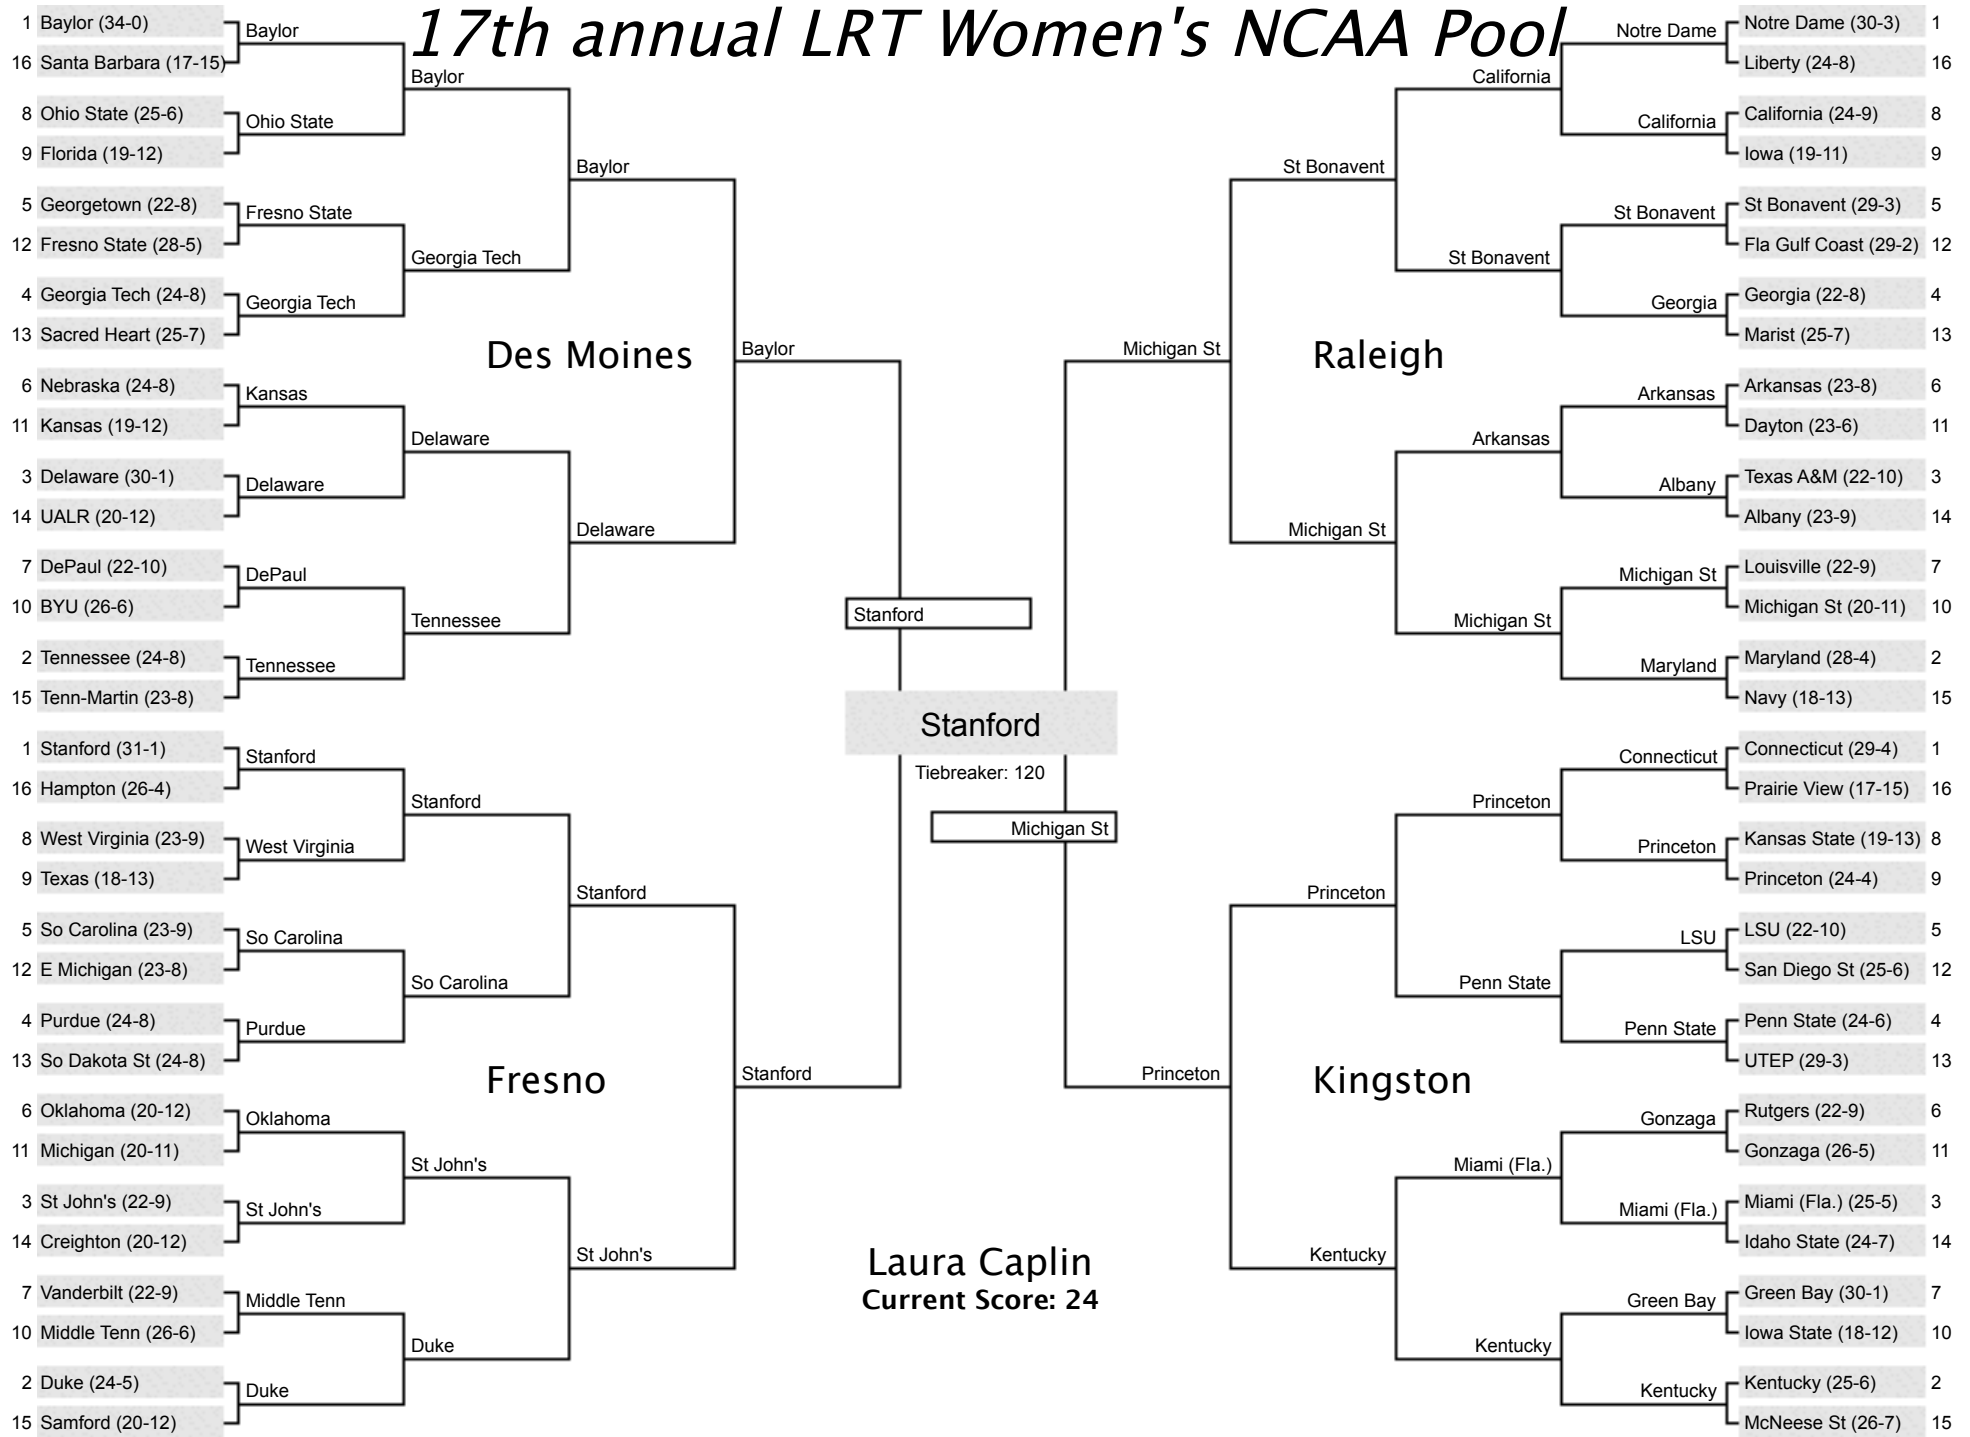 17th annual LRT Women's NCAA Pool
1 Baylor (34-0)
16 Santa Barbara (17-15)
8 Ohio State (25-6)
9 Florida (19-12)
5 Georgetown (22-8)
12 Fresno State (28-5)
4 Georgia Tech (24-8)
13 Sacred Heart (25-7)
6 Nebraska (24-8)
11 Kansas (19-12)
3 Delaware (30-1)
14 UALR (20-12)
7 DePaul (22-10)
10 BYU (26-6)
2 Tennessee (24-8)
15 Tenn-Martin (23-8)
Baylor
Ohio State
Fresno State
Georgia Tech
Kansas
Delaware
DePaul
Tennessee
Baylor
Georgia Tech
Delaware
Tennessee
Baylor
Delaware
Des Moines
Baylor
1 Stanford (31-1)
16 Hampton (26-4)
8 West Virginia (23-9)
9 Texas (18-13)
5 So Carolina (23-9)
12 E Michigan (23-8)
4 Purdue (24-8)
13 So Dakota St (24-8)
6 Oklahoma (20-12)
11 Michigan (20-11)
3 St John's (22-9)
14 Creighton (20-12)
7 Vanderbilt (22-9)
10 Middle Tenn (26-6)
2 Duke (24-5)
15 Samford (20-12)
Stanford
West Virginia
So Carolina
Purdue
Oklahoma
St John's
Middle Tenn
Duke
Stanford
So Carolina
St John's
Duke
Stanford
St John's
Fresno
Stanford
Stanford
Stanford
Tiebreaker: 120
Michigan St
Laura Caplin
Current Score: 24
Notre Dame (30-3) 1
Liberty (24-8) 16
California (24-9) 8
Iowa (19-11) 9
St Bonavent (29-3) 5
Fla Gulf Coast (29-2) 12
Georgia (22-8) 4
Marist (25-7) 13
Arkansas (23-8) 6
Dayton (23-6) 11
Texas A&M (22-10) 3
Albany (23-9) 14
Louisville (22-9) 7
Michigan St (20-11) 10
Maryland (28-4) 2
Navy (18-13) 15
Notre Dame
California
St Bonavent
Georgia
Arkansas
Albany
Michigan St
Maryland
California
St Bonavent
Arkansas
Michigan St
St Bonavent
Michigan St
Raleigh
Michigan St
Connecticut (29-4) 1
Prairie View (17-15) 16
Kansas State (19-13) 8
Princeton (24-4) 9
LSU (22-10) 5
San Diego St (25-6) 12
Penn State (24-6) 4
UTEP (29-3) 13
Rutgers (22-9) 6
Gonzaga (26-5) 11
Miami (Fla.) (25-5) 3
Idaho State (24-7) 14
Green Bay (30-1) 7
Iowa State (18-12) 10
Kentucky (25-6) 2
McNeese St (26-7) 15
Connecticut
Princeton
LSU
Penn State
Gonzaga
Miami (Fla.)
Green Bay
Kentucky
Princeton
Penn State
Miami (Fla.)
Kentucky
Princeton
Kentucky
Kingston
Princeton